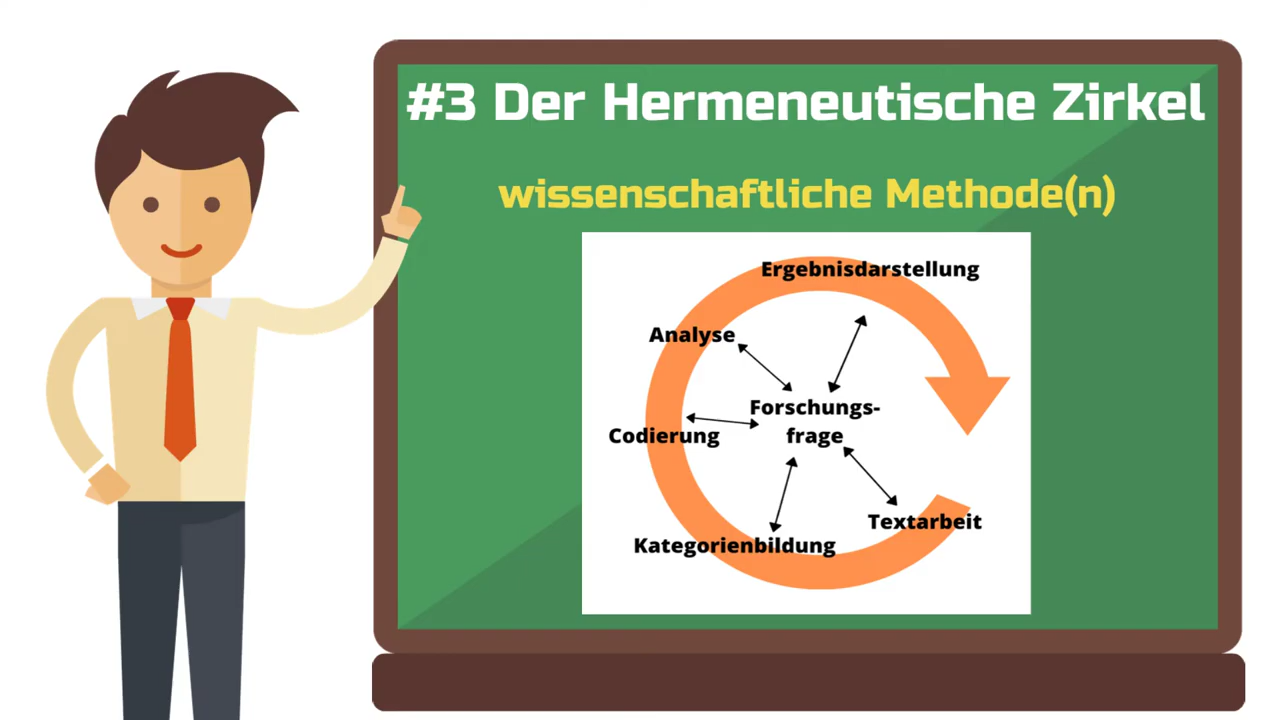 #3 Der Hermeneutische Zirkel
wissenschaftliche Methode(n)
Ergebnisdarstellung
Analyse
Forschungs-
frage
Codierung
Textarbeit
Kategorienbildung